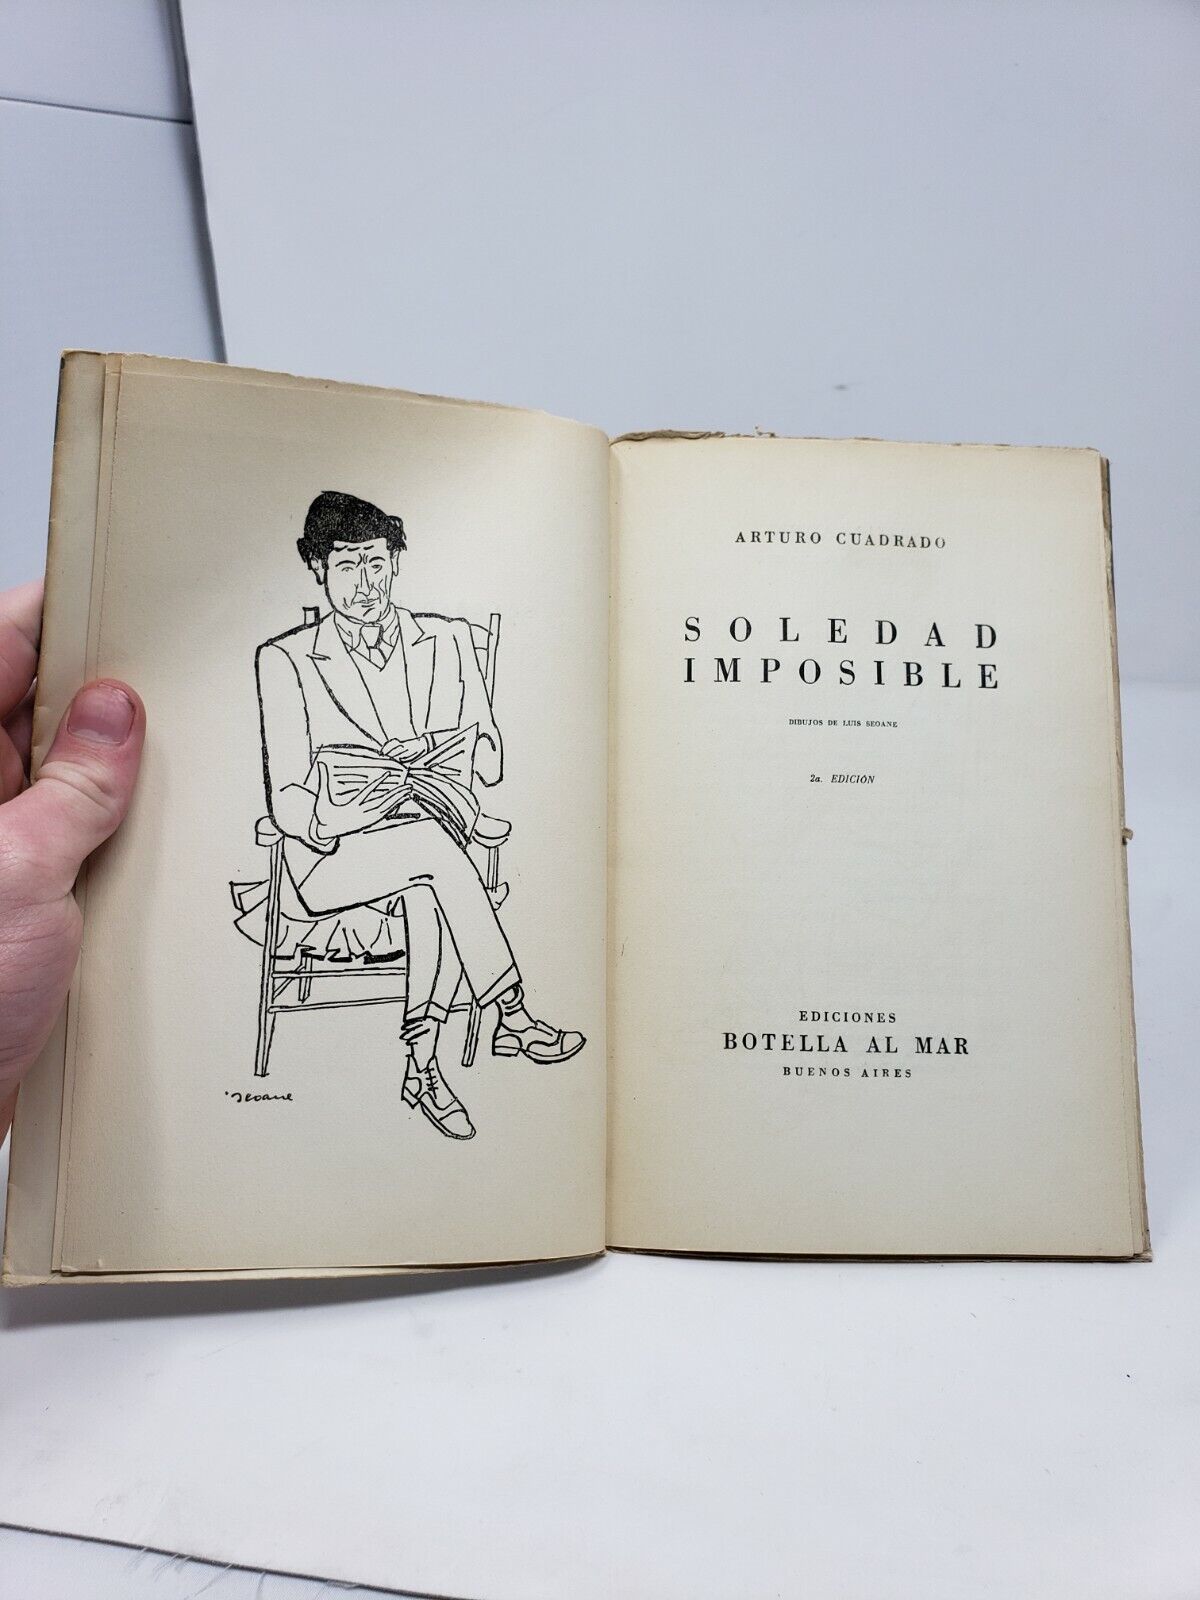 Seoane
ARTURO CUADRADO
SOLEDAD
IMPOSIBLE
DIBUJOS DE LUIS SEOANE
2a. EDICIÓN
EDICIONES
BOTELLA AL MAR
BUENOS AIRES